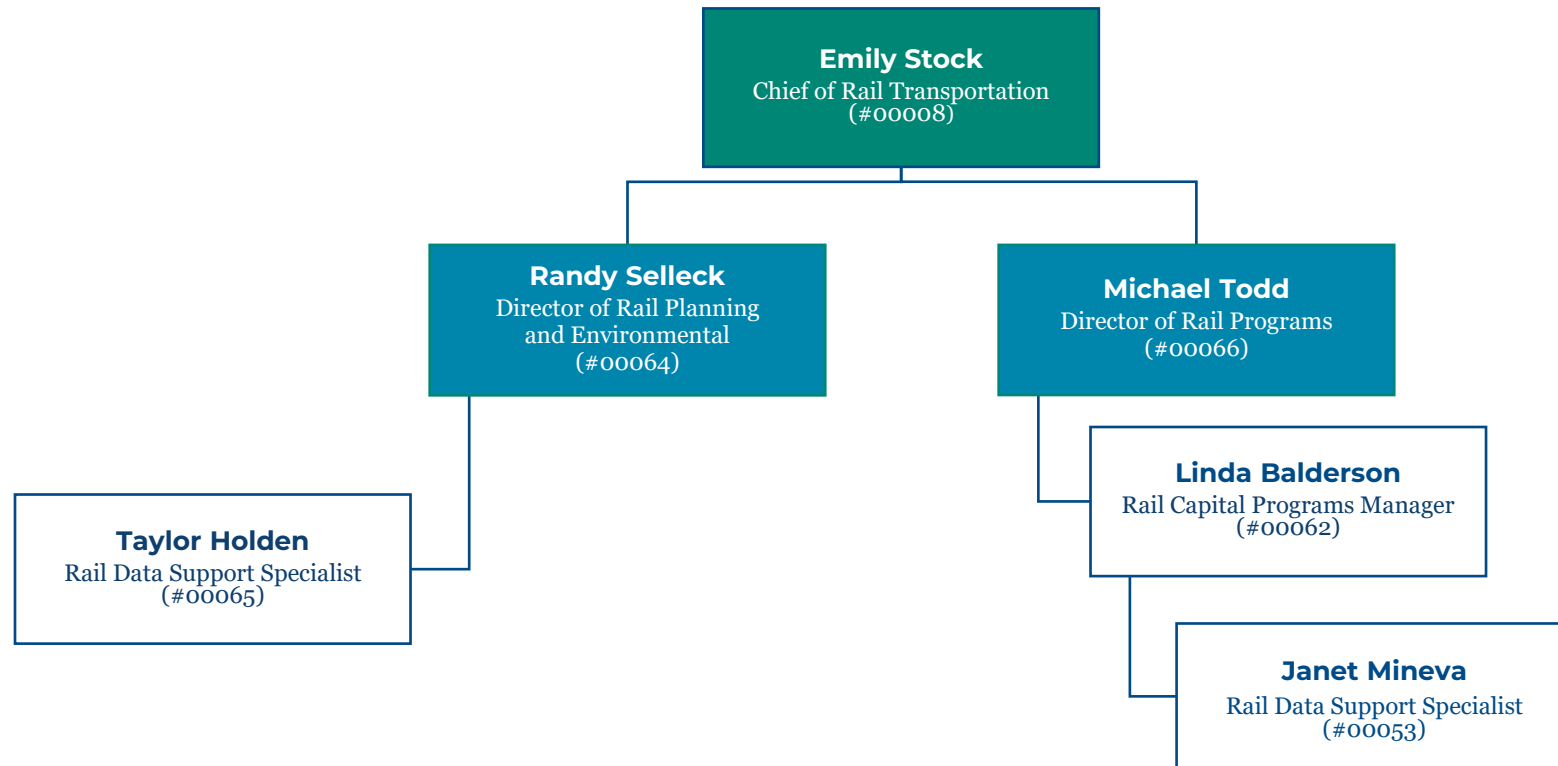 Emily Stock
Chief of Rail Transportation
(#00008)
Randy Selleck
Director of Rail Planning
and Environmental
(#00064)
Michael Todd
Director of Rail Programs
(#00066)
Linda Balderson
Rail Capital Programs Manager
(#00062)
Taylor Holden
Rail Data Support Specialist
(#00065)
Janet Mineva
Rail Data Support Specialist
(#00053)